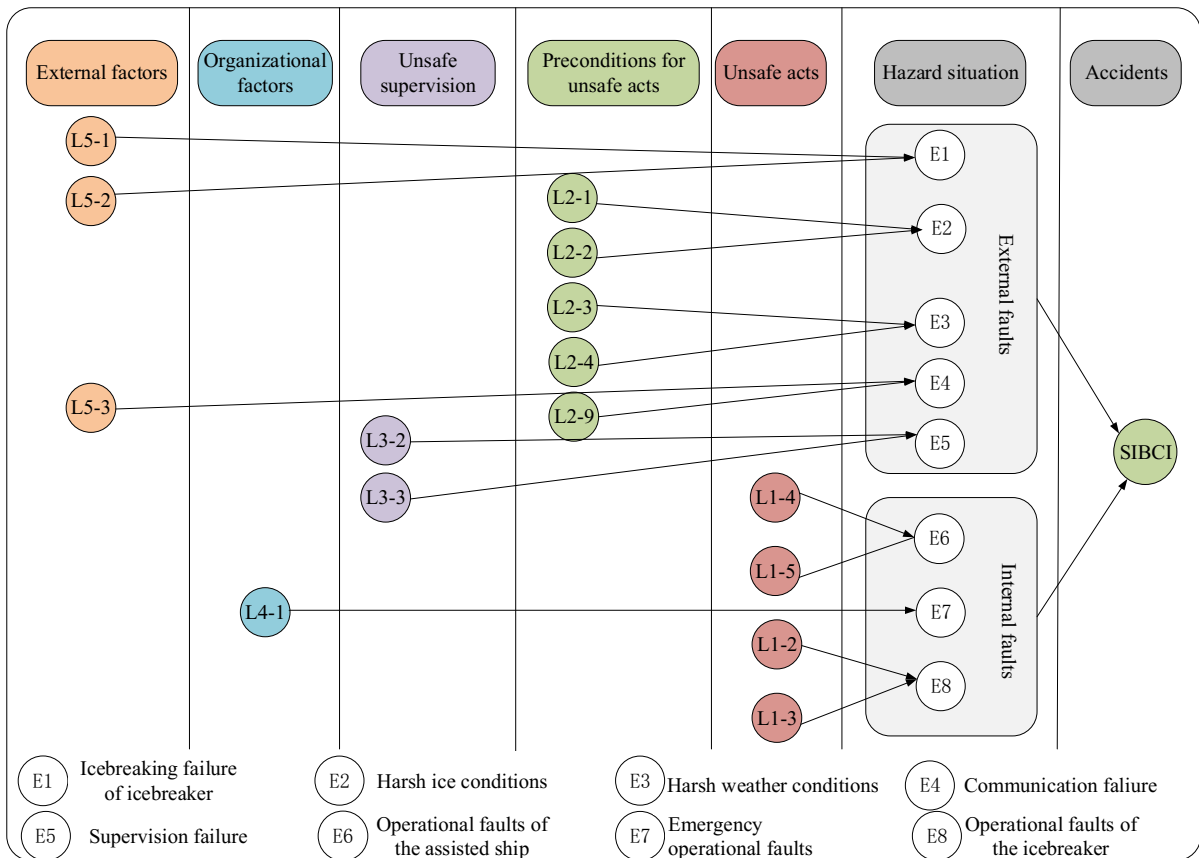 External factors
Organizational
factors
Unsafe
supervision
Preconditions for
unsafe acts
Unsafe acts
Hazard situation
Accidents
L5-1
L5-2
L5-3
L4-1
L3-2
L3-3
L2-1
L2-2
L2-3
L2-4
L2-9
L1-4
L1-5
L1-2
L1-3
E1
E2
E3
E4
E5
External faults
E6
E7
E8
Internal faults
SIBCI
E1
Icebreaking failure
of icebreaker
E2
Harsh ice conditions
E3
Harsh weather conditions
E4
Communication faliure
E5
Supervision failure
E6
Operational faults of
the assisted ship
E7
Emergency
operational faults
E8
Operational faults of
the icebreaker